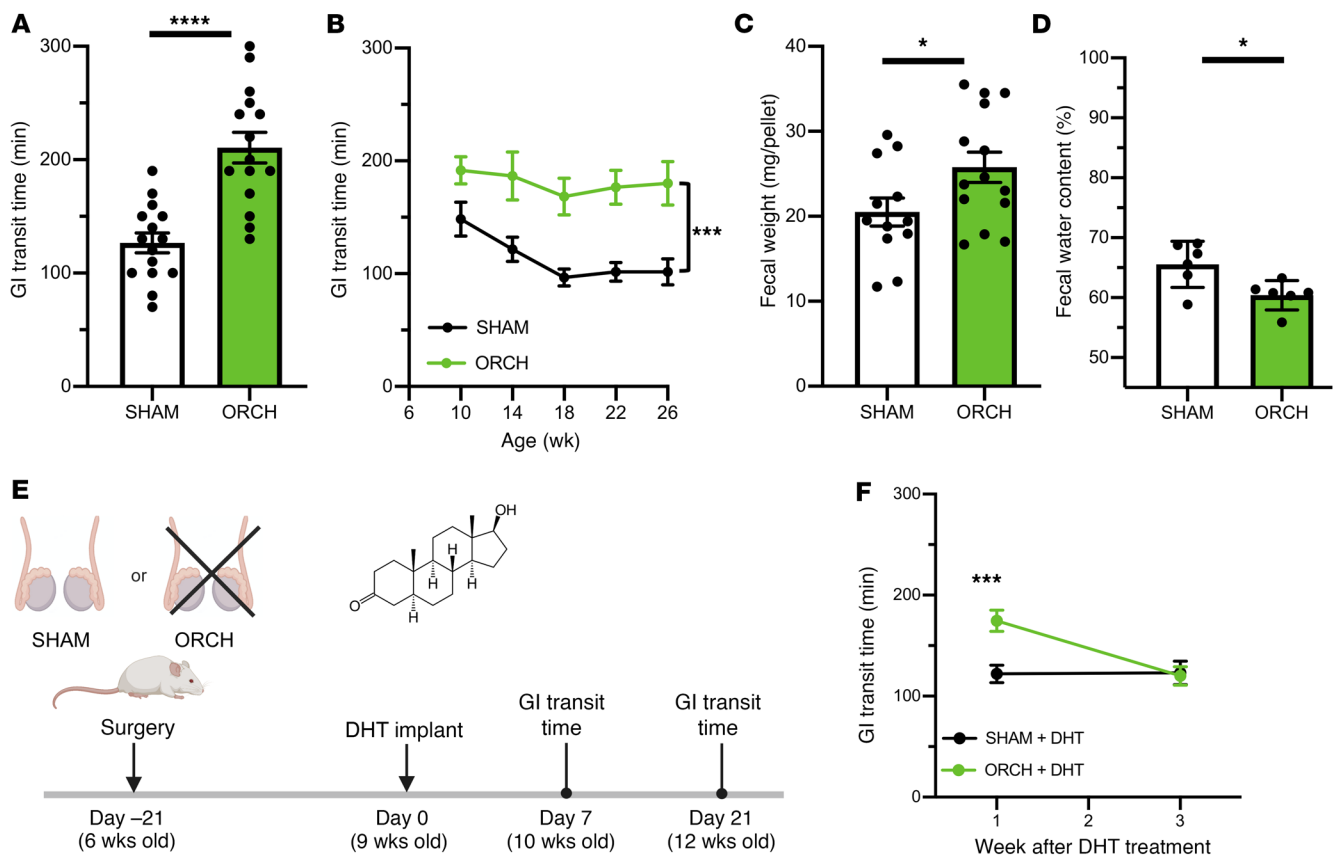 A
****
GI transit time (min)
300
200
100
0
SHAM
ORCH
B
GI transit time (min)
300
200
100
0
***
SHAM
ORCH
6
10
14
18
22
26
Age (wk)
C
*
Fecal weight (mg/pellet)
40
30
20
10
0
SHAM
ORCH
D
*
Fecal water content (%)
100
90
80
70
60
50
SHAM
ORCH
E
or
SHAM
ORCH
OH
H
H
H
H
O
Surgery
DHT implant
GI transit
time
GI transit
time
Day –21
(6 wks old)
Day 0
(9 wks old)
Day 7
(10 wks old)
Day 21
(12 wks old)
F
GI transit time (min)
300
200
100
0
***
SHAM + DHT
ORCH + DHT
1
2
3
Week after DHT treatment